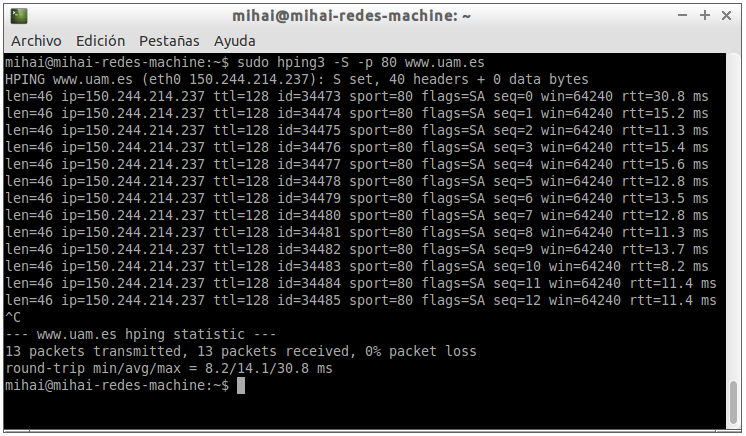 mihai@mihai-redes-machine: ~
Archivo Edición Pestañas Ayuda
mihai@mihai-redes-machine:~$ sudo hping3 -S -p 80 www.uam.es
HPING www.uam.es (eth0 150.244.214.237): S set, 40 headers + 0 data bytes
len=46 ip=150.244.214.237 ttl=128 id=34473 sport=80 flags=SA seq=0 win=64240 rtt=30.8 ms
len=46 ip=150.244.214.237 ttl=128 id=34474 sport=80 flags=SA seq=1 win=64240 rtt=15.2 ms
len=46 ip=150.244.214.237 ttl=128 id=34475 sport=80 flags=SA seq=2 win=64240 rtt=11.3 ms
len=46 ip=150.244.214.237 ttl=128 id=34476 sport=80 flags=SA seq=3 win=64240 rtt=15.4 ms
len=46 ip=150.244.214.237 ttl=128 id=34477 sport=80 flags=SA seq=4 win=64240 rtt=15.6 ms
len=46 ip=150.244.214.237 ttl=128 id=34478 sport=80 flags=SA seq=5 win=64240 rtt=12.8 ms
len=46 ip=150.244.214.237 ttl=128 id=34479 sport=80 flags=SA seq=6 win=64240 rtt=13.5 ms
len=46 ip=150.244.214.237 ttl=128 id=34480 sport=80 flags=SA seq=7 win=64240 rtt=12.8 ms
len=46 ip=150.244.214.237 ttl=128 id=34481 sport=80 flags=SA seq=8 win=64240 rtt=11.3 ms
len=46 ip=150.244.214.237 ttl=128 id=34482 sport=80 flags=SA seq=9 win=64240 rtt=13.7 ms
len=46 ip=150.244.214.237 ttl=128 id=34483 sport=80 flags=SA seq=10 win=64240 rtt=8.2 ms
len=46 ip=150.244.214.237 ttl=128 id=34484 sport=80 flags=SA seq=11 win=64240 rtt=11.4 ms
len=46 ip=150.244.214.237 ttl=128 id=34485 sport=80 flags=SA seq=12 win=64240 rtt=11.4 ms
^C
--- www.uam.es hping statistic ---
13 packets transmitted, 13 packets received, 0% packet loss
round-trip min/avg/max = 8.2/14.1/30.8 ms
mihai@mihai-redes-machine:~$